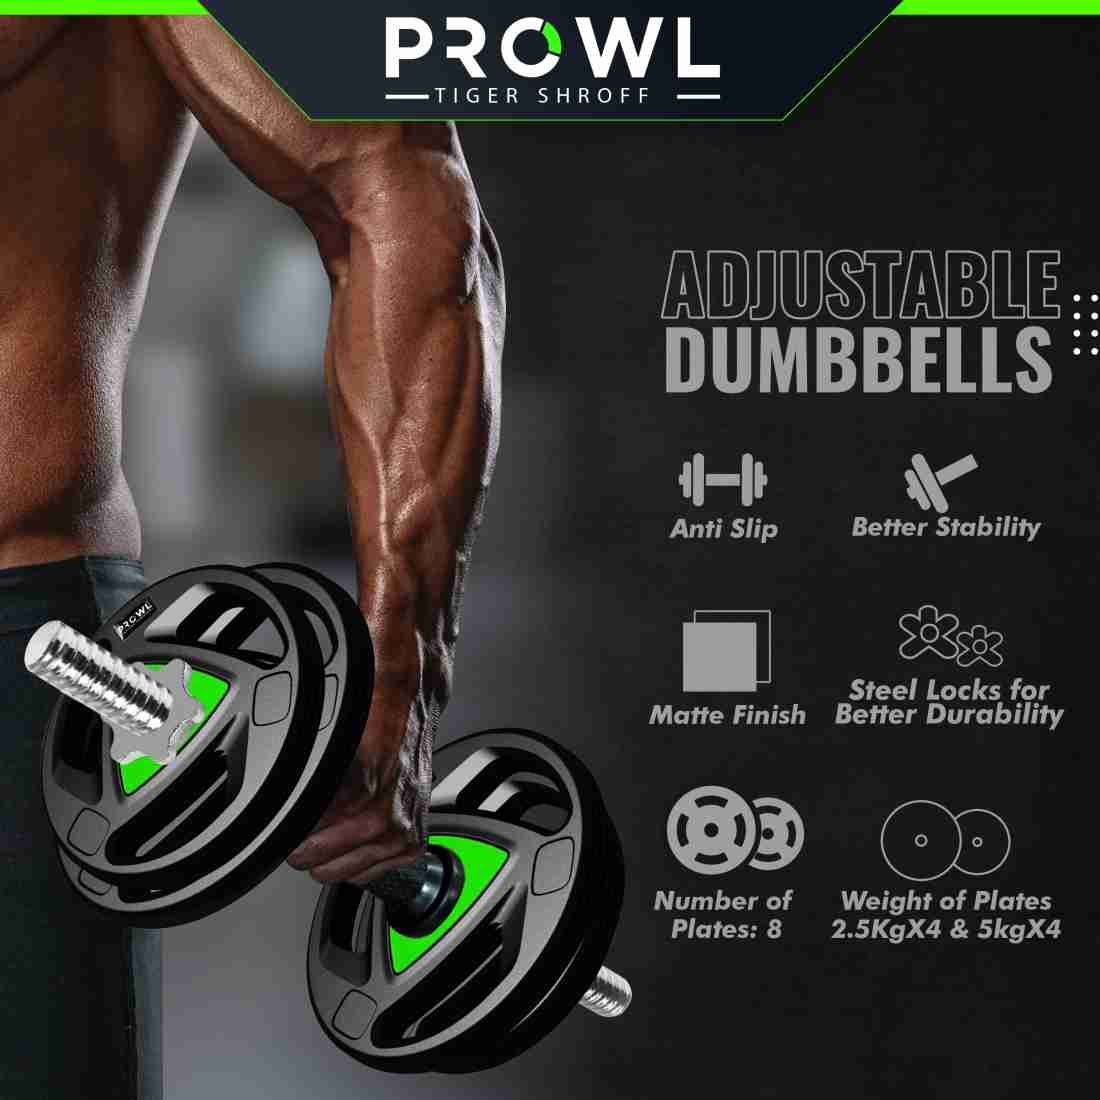 PROWL
TIGER SHROFF
ADJUSTABLE
DUMBBELLS
Anti Slip
Better Stability
Matte Finish
Steel Locks for
Better Durability
Number of
Plates: 8
Weight of Plates
2.5KgX4 & 5kgX4
PROWL